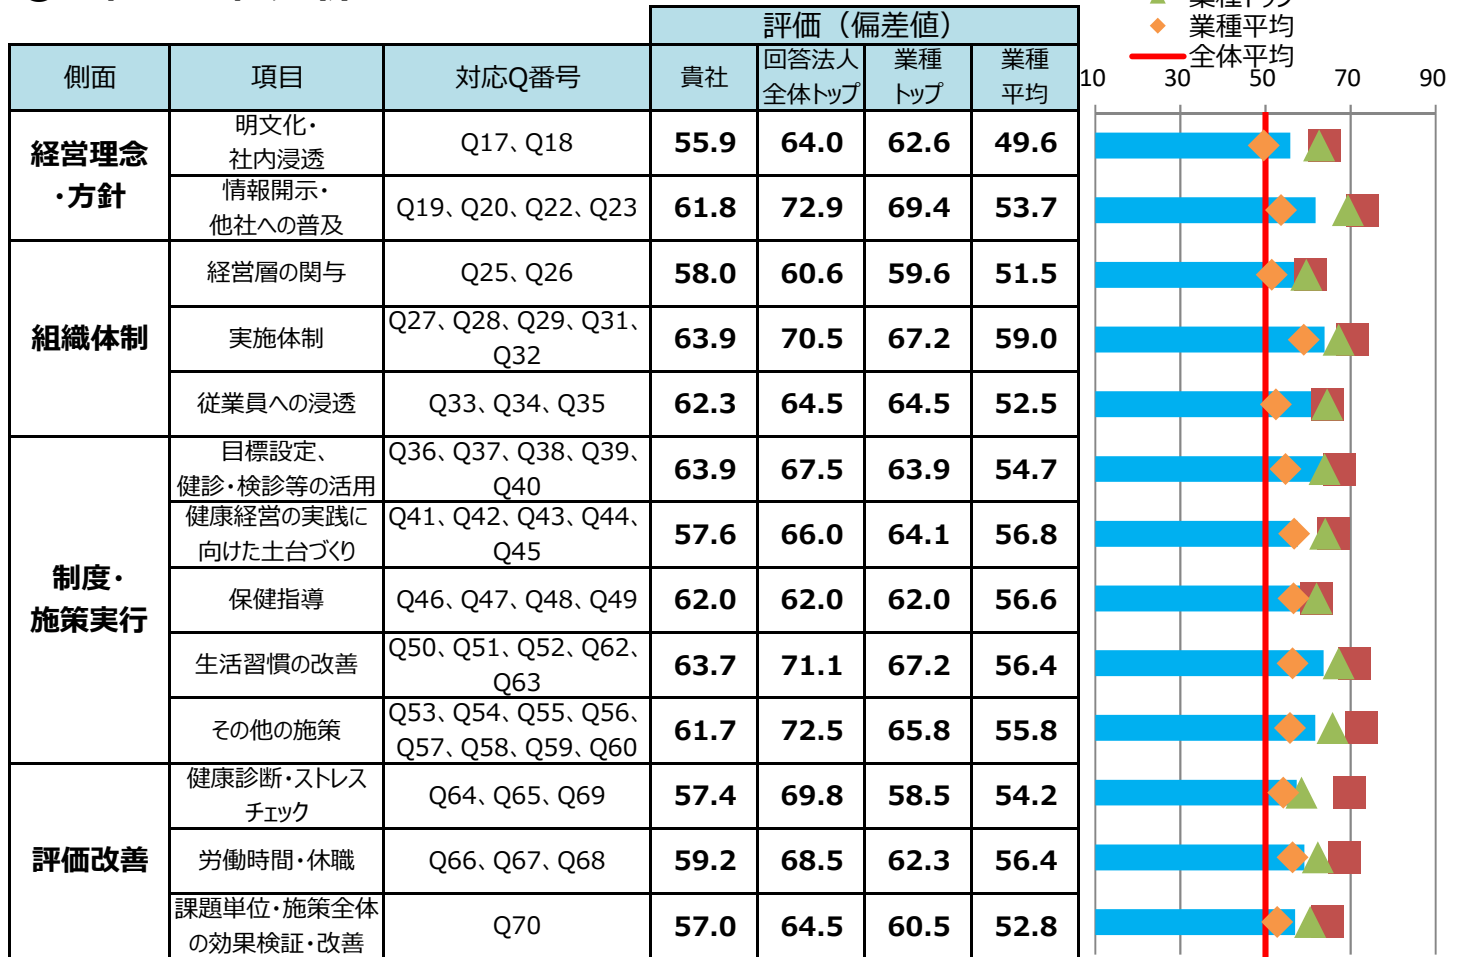 業種トップ
業種平均
全体平均
評価（偏差値）
側面 項目 対応Q番号 貴社 回答法人 業種 業種
全体トップ トップ 平均
10 30 50 70 90
経営理念
・方針
明文化・
社内浸透
Q17、Q18 55.9 64.0 62.6 49.6
情報開示・
他社への普及
Q19、Q20、Q22、Q23 61.8 72.9 69.4 53.7
組織体制
経営層の関与 Q25、Q26 58.0 60.6 59.6 51.5
実施体制
Q27、Q28、Q29、Q31、
Q32
63.9 70.5 67.2 59.0
従業員への浸透 Q33、Q34、Q35 62.3 64.5 64.5 52.5
制度・
施策実行
目標設定、
健診・検診等の活用
Q36、Q37、Q38、Q39、
Q40
63.9 67.5 63.9 54.7
健康経営の実践に
向けた土台づくり
Q41、Q42、Q43、Q44、
Q45
57.6 66.0 64.1 56.8
保健指導 Q46、Q47、Q48、Q49 62.0 62.0 62.0 56.6
生活習慣の改善
Q50、Q51、Q52、Q62、
Q63
63.7 71.1 67.2 56.4
その他の施策
Q53、Q54、Q55、Q56、
Q57、Q58、Q59、Q60
61.7 72.5 65.8 55.8
評価改善
健康診断・ストレス
チェック
Q64、Q65、Q69 57.4 69.8 58.5 54.2
労働時間・休職 Q66、Q67、Q68 59.2 68.5 62.3 56.4
課題単位・施策全体
の効果検証・改善
Q70 57.0 64.5 60.5 52.8